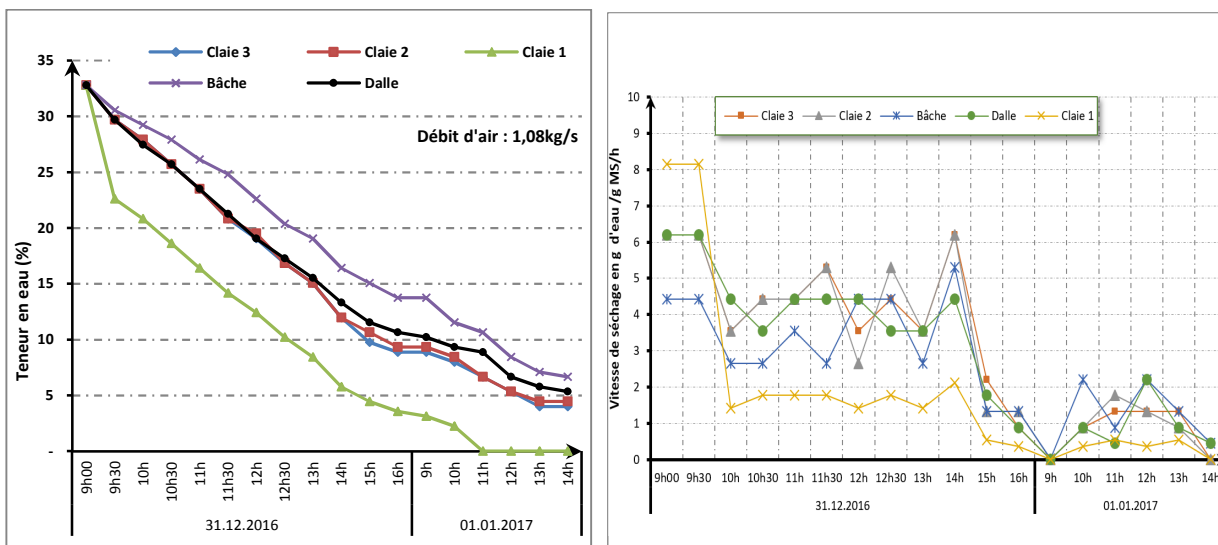 Claie 3 Claie 2 Claie 1
Bâche Dalle
Débit d'air : 1,08kg/s
Teneur en eau (%)
35
30
25
20
15
10
5
-
9h00 9h30 10h 10h30 11h 11h30 12h 12h30 13h 14h 15h 16h 9h 10h 11h 12h 13h 14h
31.12.2016 01.01.2017
Claie 3 Claie 2 Bâche Dalle Claie 1
Vitesse de séchage en g d'eau /g MS/h
10
9
8
7
6
5
4
3
2
1
0
9h00 9h30 10h 10h30 11h 11h30 12h 12h30 13h 14h 15h 16h 9h 10h 11h 12h 13h 14h
31.12.2016 01.01.2017